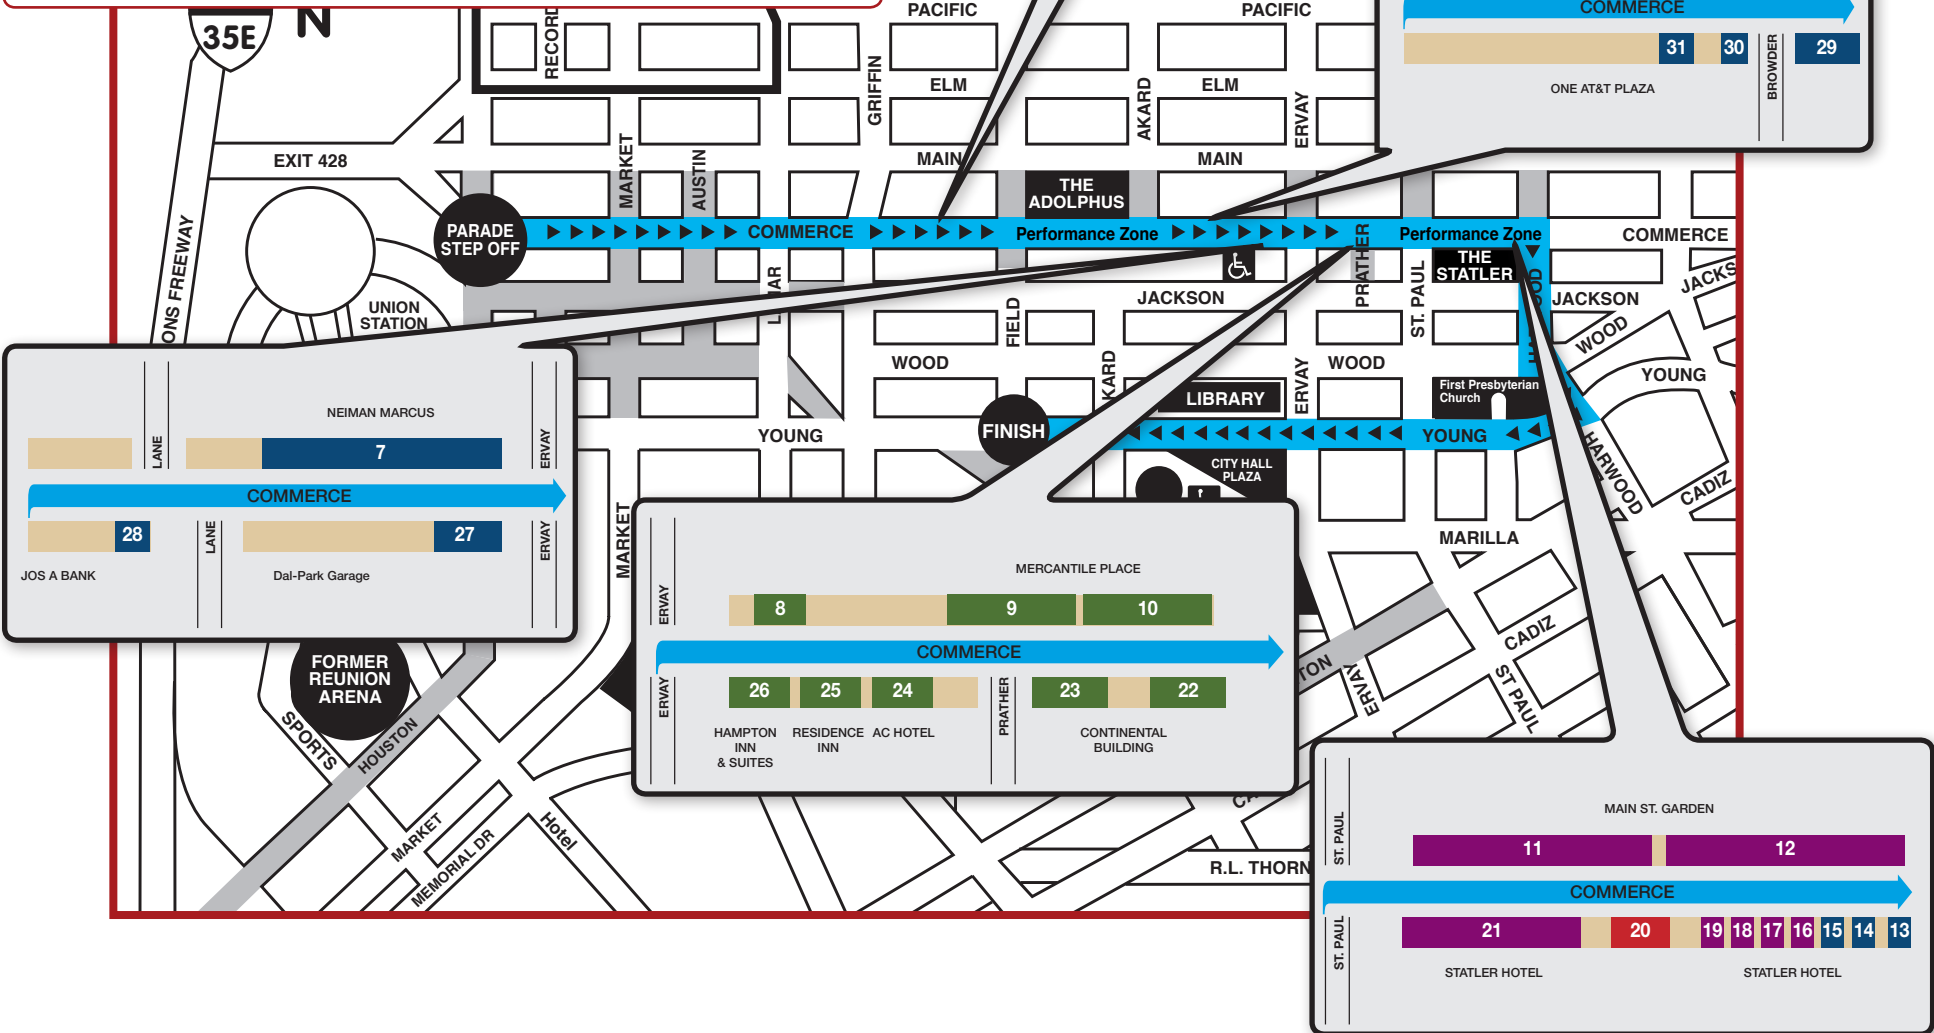 35E
N
RECORD
PACIFIC
PACIFIC
COMMERCE
31
30
BROWDER
29
ONE AT&T PLAZA
GRIFFIN
ELM
AKARD
ELM
ERVAY
EXIT 428
MARKET
AUSTIN
MAIN
MAIN
THE
ADOLPHUS
PARADE
STEP OFF
COMMERCE
Performance Zone
PRATHER
Performance Zone
COMMERCE
THE
STATLER
UNION
STATION
FIELD
JACKSON
ST. PAUL
JACKSON
WOOD
WOOD
WOOD
YOUNG
ERVAY
LIBRARY
First Presbyterian
Church
FINISH
YOUNG
YOUNG
HARWOOD
CITY HALL
PLAZA
CADIZ
MARILLA
MARKET
NEIMAN MARCUS
LANE
7
ERVAY
COMMERCE
28
LANE
27
ERVAY
JOS A BANK
Dal-Park Garage
MERCANTILE PLACE
ERVAY
8
9
10
COMMERCE
ERVAY
26
25
24
PRATHER
23
22
HAMPTON
INN
& SUITES
RESIDENCE
INN
AC HOTEL
CONTINENTAL
BUILDING
CADIZ
ERVAY
ST PAUL
FORMER
REUNION
ARENA
SPORTS
HOUSTON
MARKET
MEMORIAL DR
Hotel
MAIN ST. GARDEN
ST. PAUL
11
12
COMMERCE
ST. PAUL
21
20
19
18
17
16
15
14
13
STATLER HOTEL
STATLER HOTEL